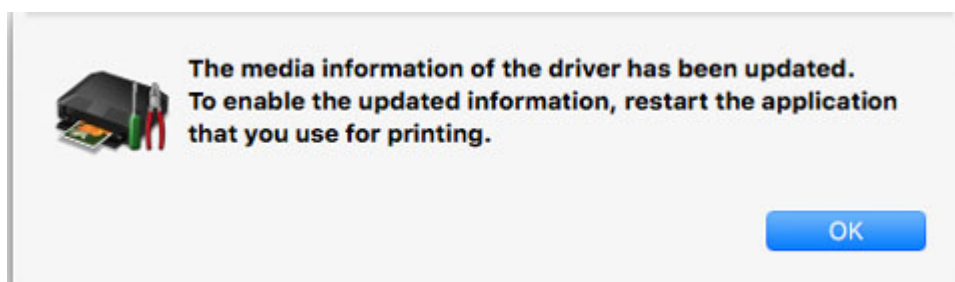 The media information of the driver has been updated.
To enable the updated information, restart the application
that you use for printing.
OK